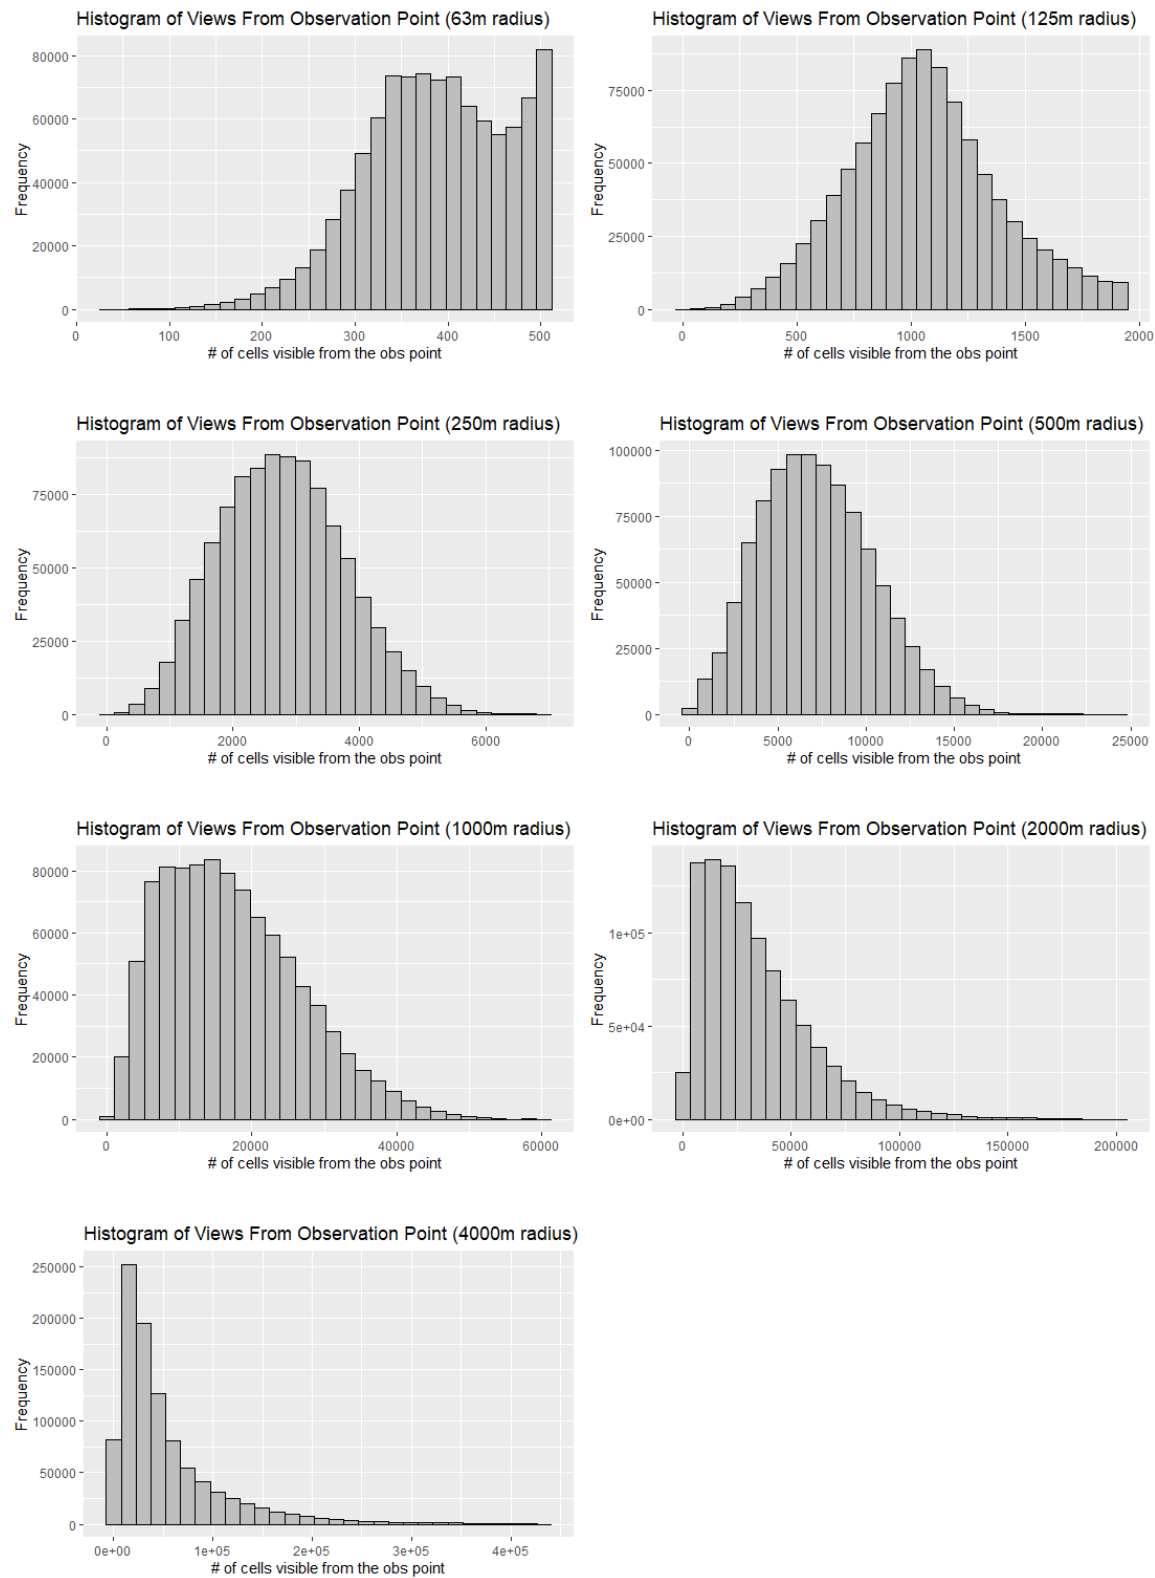 Histogram of Views From Observation Point (63m radius)
80000
60000
40000
20000
0
Frequency
0 100 200 300 400 500
# of cells visible from the obs point
Histogram of Views From Observation Point (125m radius)
75000
50000
25000
0
Frequency
0 500 1000 1500 2000
# of cells visible from the obs point
Histogram of Views From Observation Point (250m radius)
75000
50000
25000
0
Frequency
0 2000 4000 6000
# of cells visible from the obs point
Histogram of Views From Observation Point (500m radius)
100000
75000
50000
25000
0
Frequency
0 5000 10000 15000 20000 25000
# of cells visible from the obs point
Histogram of Views From Observation Point (1000m radius)
80000
60000
40000
20000
0
Frequency
0 20000 40000 60000
# of cells visible from the obs point
Histogram of Views From Observation Point (2000m radius)
1e+05
5e+04
0e+00
Frequency
0 50000 100000 150000 200000
# of cells visible from the obs point
Histogram of Views From Observation Point (4000m radius)
250000
200000
150000
100000
50000
0
Frequency
0e+00 1e+05 2e+05 3e+05 4e+05
# of cells visible from the obs point